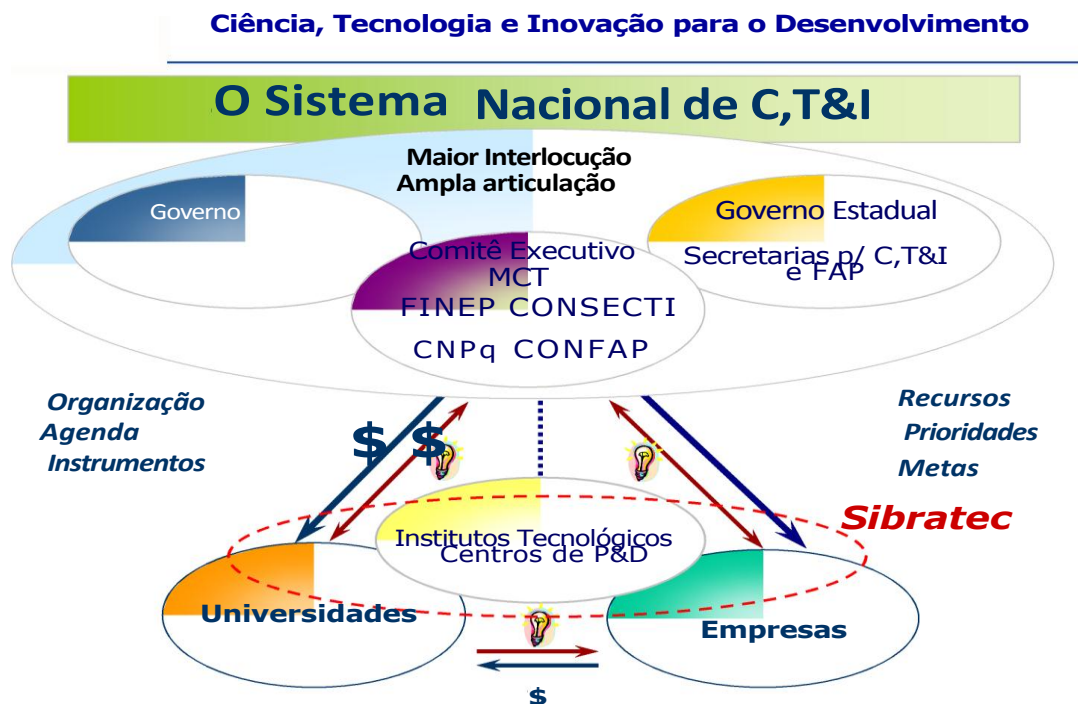 Ciência, Tecnologia e Inovação para o Desenvolvimento
O Sistema Nacional de C,T&I
Maior Interlocução
Ampla articulação
Governo
Governo Estadual
Secretarias p/ C,T&I
e FAP
Comitê Executivo
MCT
FINEP CONSECTI
CNPq CONFAP
Organização
Agenda
Instrumentos
$ $
Recursos
Prioridades
Metas
Sibratec
Institutos Tecnológicos
Centros de P&D
Universidades
Empresas
$